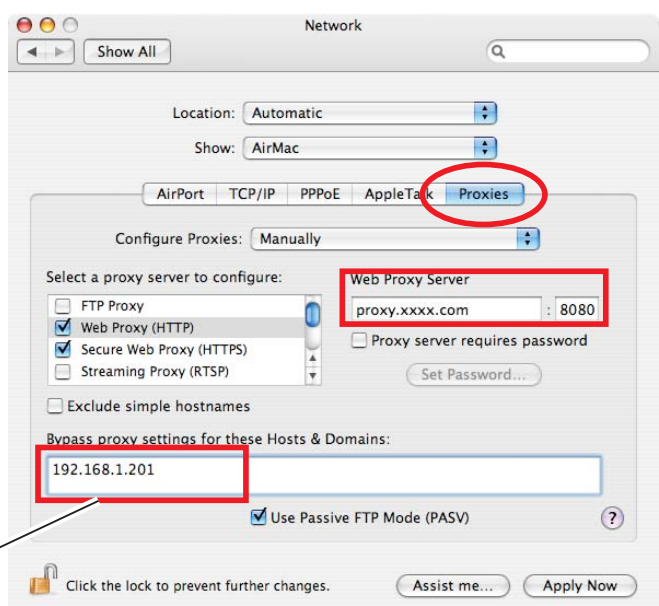 Network
Show All
Location: Automatic
Show: AirMac
AirPort TCP/IP PPPoE AppleTalk Proxies
Configure Proxies: Manually
Select a proxy server to configure:
FTP Proxy
Web Proxy (HTTP)
Secure Web Proxy (HTTPS)
Streaming Proxy (RTSP)
Web Proxy Server
proxy.xxxx.com : 8080
Proxy server requires password
Set Password...
Exclude simple hostnames
Bypass proxy settings for these Hosts & Domains:
192.168.1.201
Use Passive FTP Mode (PASV) ?
Click the lock to prevent further changes. Assist me... Apply Now